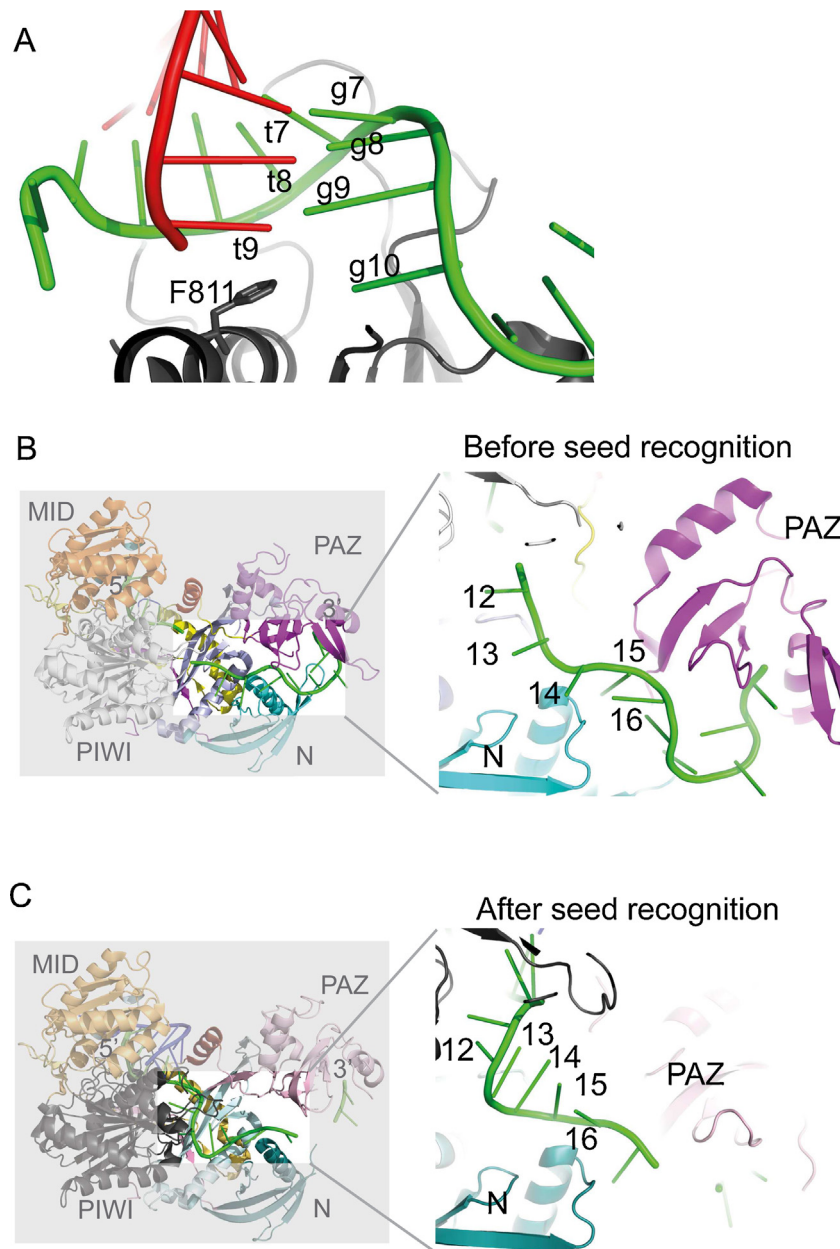 A
g7
t7
g8
t8
g9
t9
g10
F811
B
Before seed recognition
MID
PAZ
5'
3'
PIWI
N
PAZ
12
13
15
14
16
N
C
After seed recognition
MID
PAZ
5'
3'
PIWI
N
12
13
14
15
PAZ
16
N